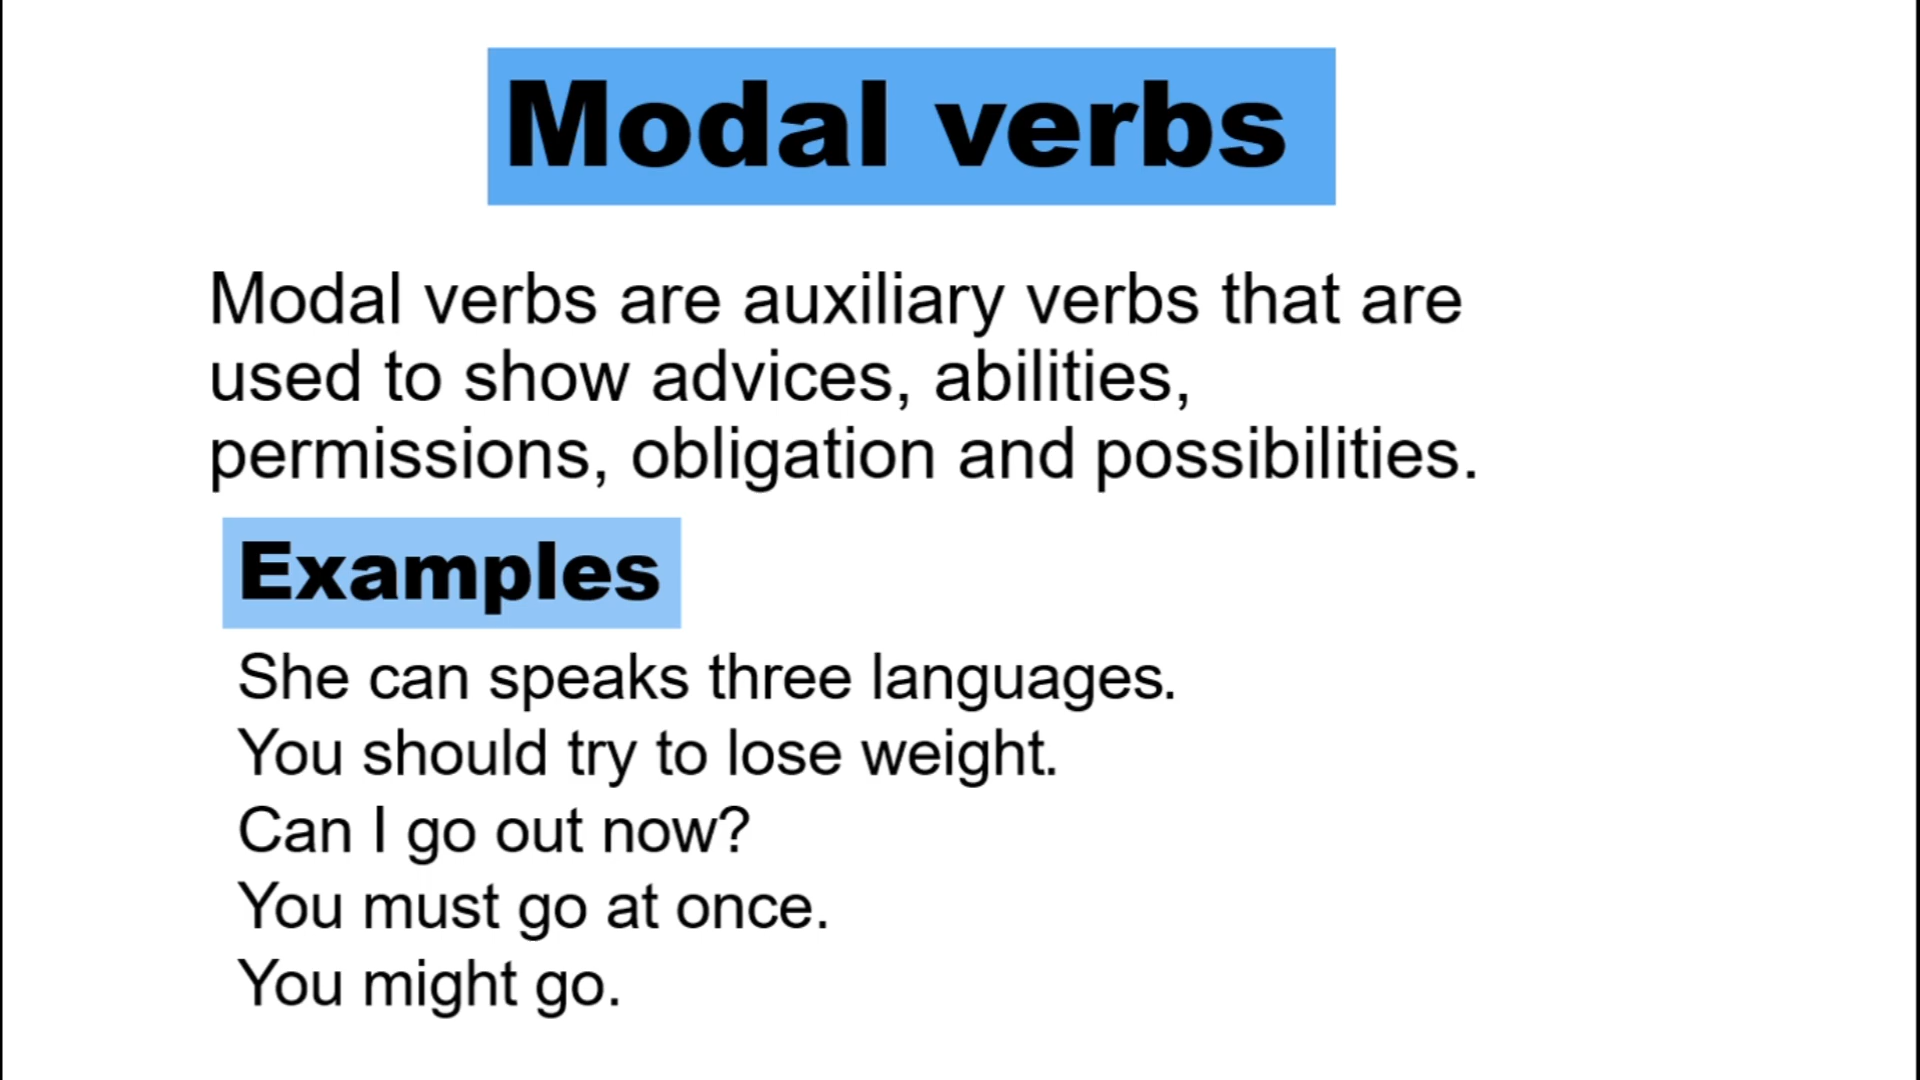 Modal verbs
Modal verbs are auxiliary verbs that are
used to show advices, abilities,
permissions, obligation and possibilities.
Examples
She can speaks three languages.
You should try to lose weight.
Can I go out now?
You must go at once.
You might go.